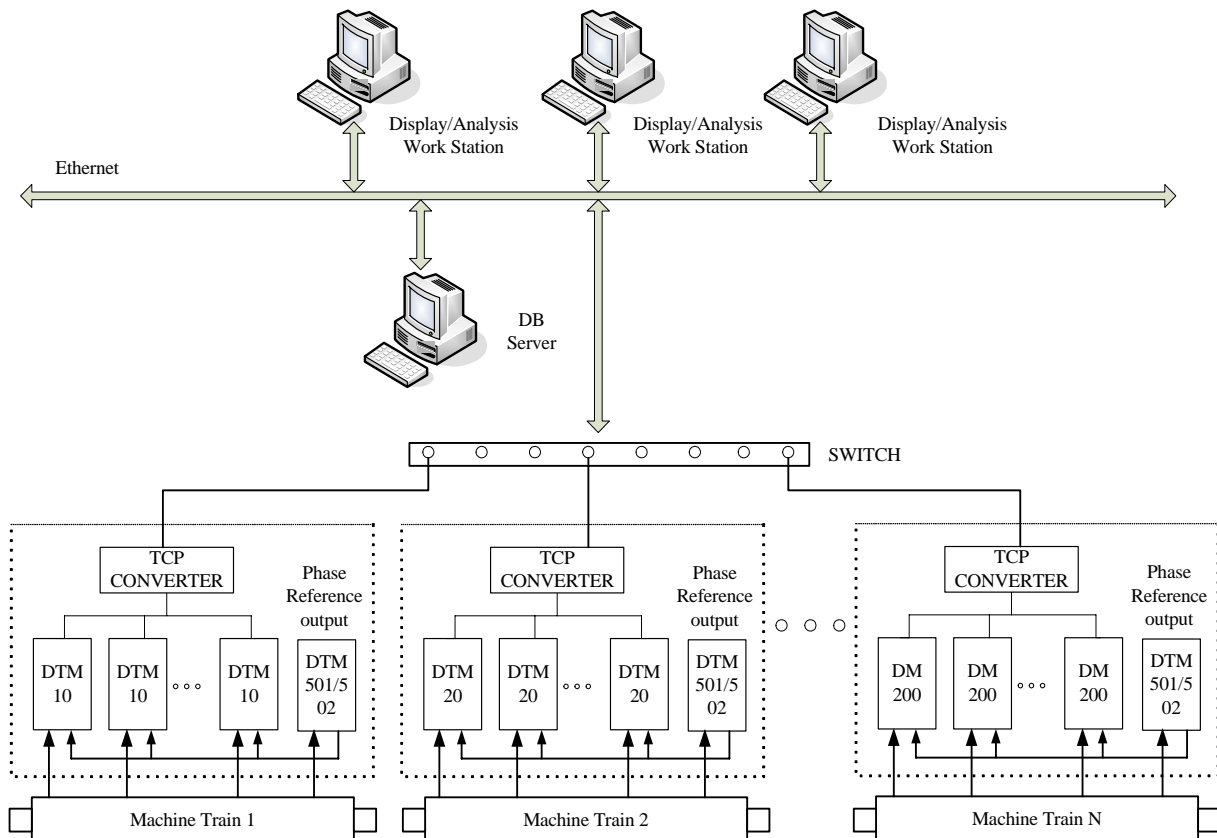 Display/Analysis
Work Station
Display/Analysis
Work Station
Display/Analysis
Work Station
Ethernet
DB
Server
SWITCH
TCP
CONVERTER
Phase
Reference
output
DTM
10
DTM
10
DTM
10
DTM
501/5
02
Machine Train 1
TCP
CONVERTER
Phase
Reference
output
DTM
20
DTM
20
DTM
20
DTM
501/5
02
Machine Train 2
TCP
CONVERTER
Phase
Reference
output
DM
200
DM
200
DM
200
DTM
501/5
02
Machine Train N